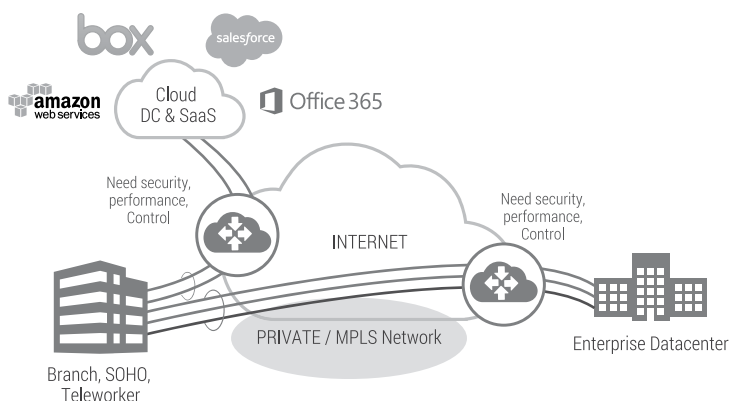 box
salesforce
amazon
web services
Cloud
DC & SaaS
Office 365
Need security,
performance,
Control
Need security,
performance,
Control
INTERNET
PRIVATE / MPLS Network
Enterprise Datacenter
Branch, SOHO,
Teleworker